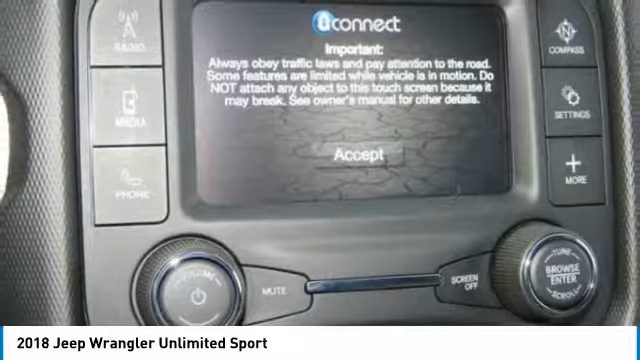 uconnect
Important:
Always obey traffic laws and pay attention to the road.
Some features are limited while vehicle is in motion. Do
NOT attach any object to this touch screen because it
may break. See owner's manual for other details.
Accept
RADIO
MEDIA
PHONE
COMPASS
SETTINGS
MORE
VOLUME
MUTE
SCREEN
OFF
TUNE
BROWSE
ENTER
SCROLL
2018 Jeep Wrangler Unlimited Sport